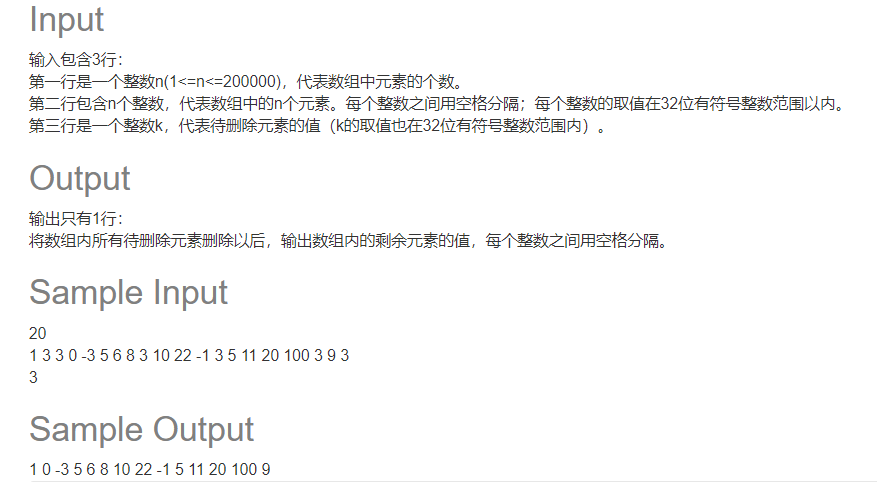 Input
输入包含3行：
第一行是一个整数n(1<=n<=200000)，代表数组中元素的个数。
第二行包含n个整数，代表数组中的n个元素。每个整数之间用空格分隔；每个整数的取值在32位有符号整数范围以内。
第三行是一个整数k，代表待删除元素的值（k的取值也在32位有符号整数范围内）。
Output
输出只有1行：
将数组内所有待删除元素删除以后，输出数组内的剩余元素的值，每个整数之间用空格分隔。
Sample Input
20
1 3 3 0 -3 5 6 8 3 10 22 -1 3 5 11 20 100 3 9 3
3
Sample Output
1 0 -3 5 6 8 10 22 -1 5 11 20 100 9